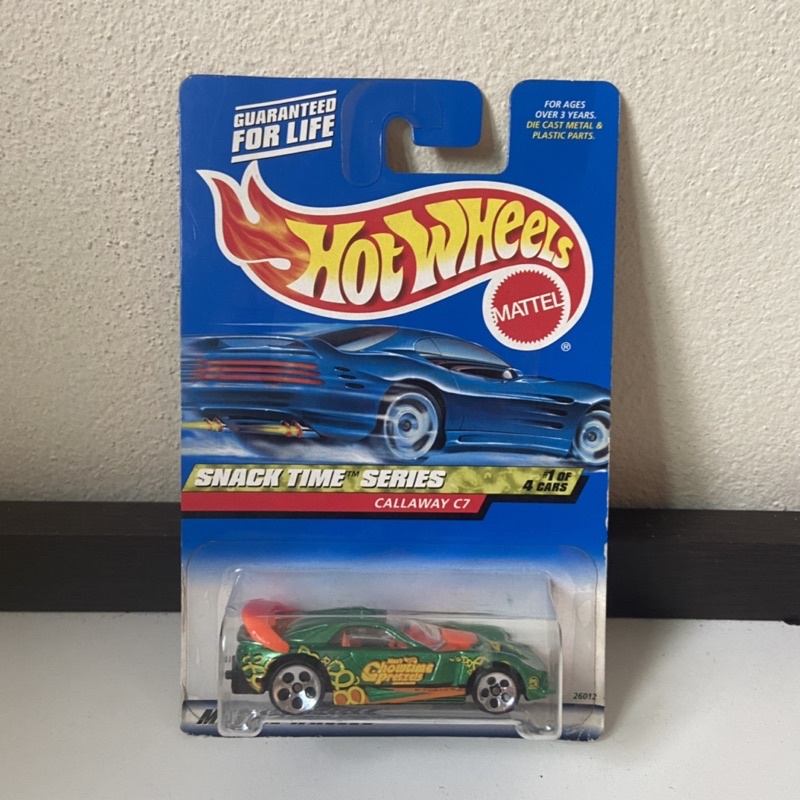 GUARANTEED
FOR LIFE
FOR AGES
OVER 3 YEARS.
DIE CAST METAL &
PLASTIC PARTS.
HOT WHEELS
MATTEL
®
SNACK TIME™ SERIES
#1 OF
4 CARS
CALLAWAY C7
Chowtime
Pretzels
26012